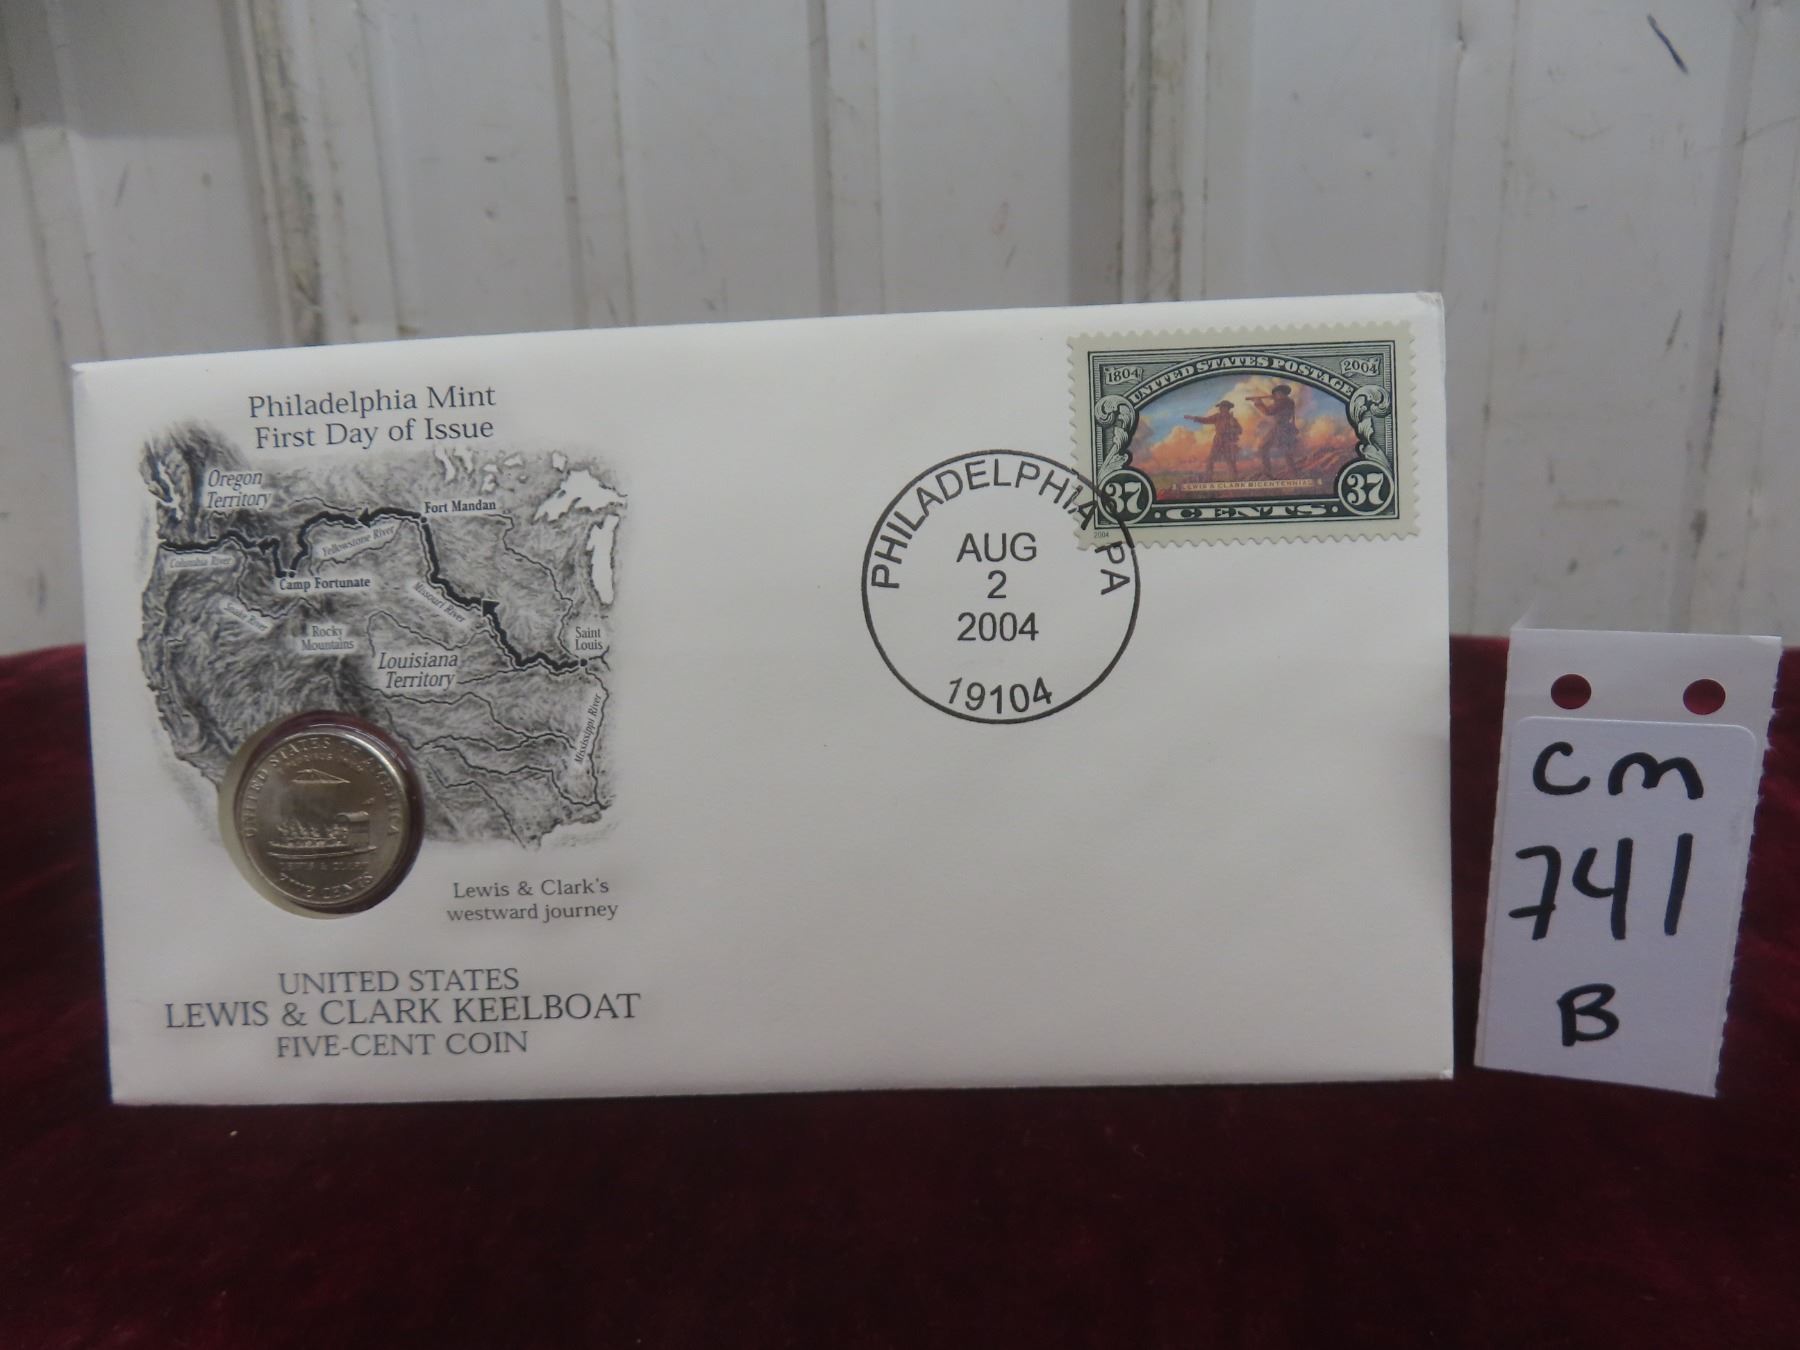 Philadelphia Mint
First Day of Issue
Oregon
Territory
Fort Mandan
Yellowstone River
Columbia River
Camp Fortunate
Missouri River
Snake River
Rocky
Mountains
Saint
Louis
Louisiana
Territory
Mississippi River
UNITED STATES OF AMERICA
LEWIS & CLARK
FIVE CENTS
Lewis & Clark's
westward journey
UNITED STATES
LEWIS & CLARK KEELBOAT
FIVE-CENT COIN
PHILADELPHIA PA
AUG
2
2004
19104
1804
UNITED STATES POSTAGE
2004
LEWIS & CLARK BICENTENNIAL
37
CENTS
37
2004
CM
741
B